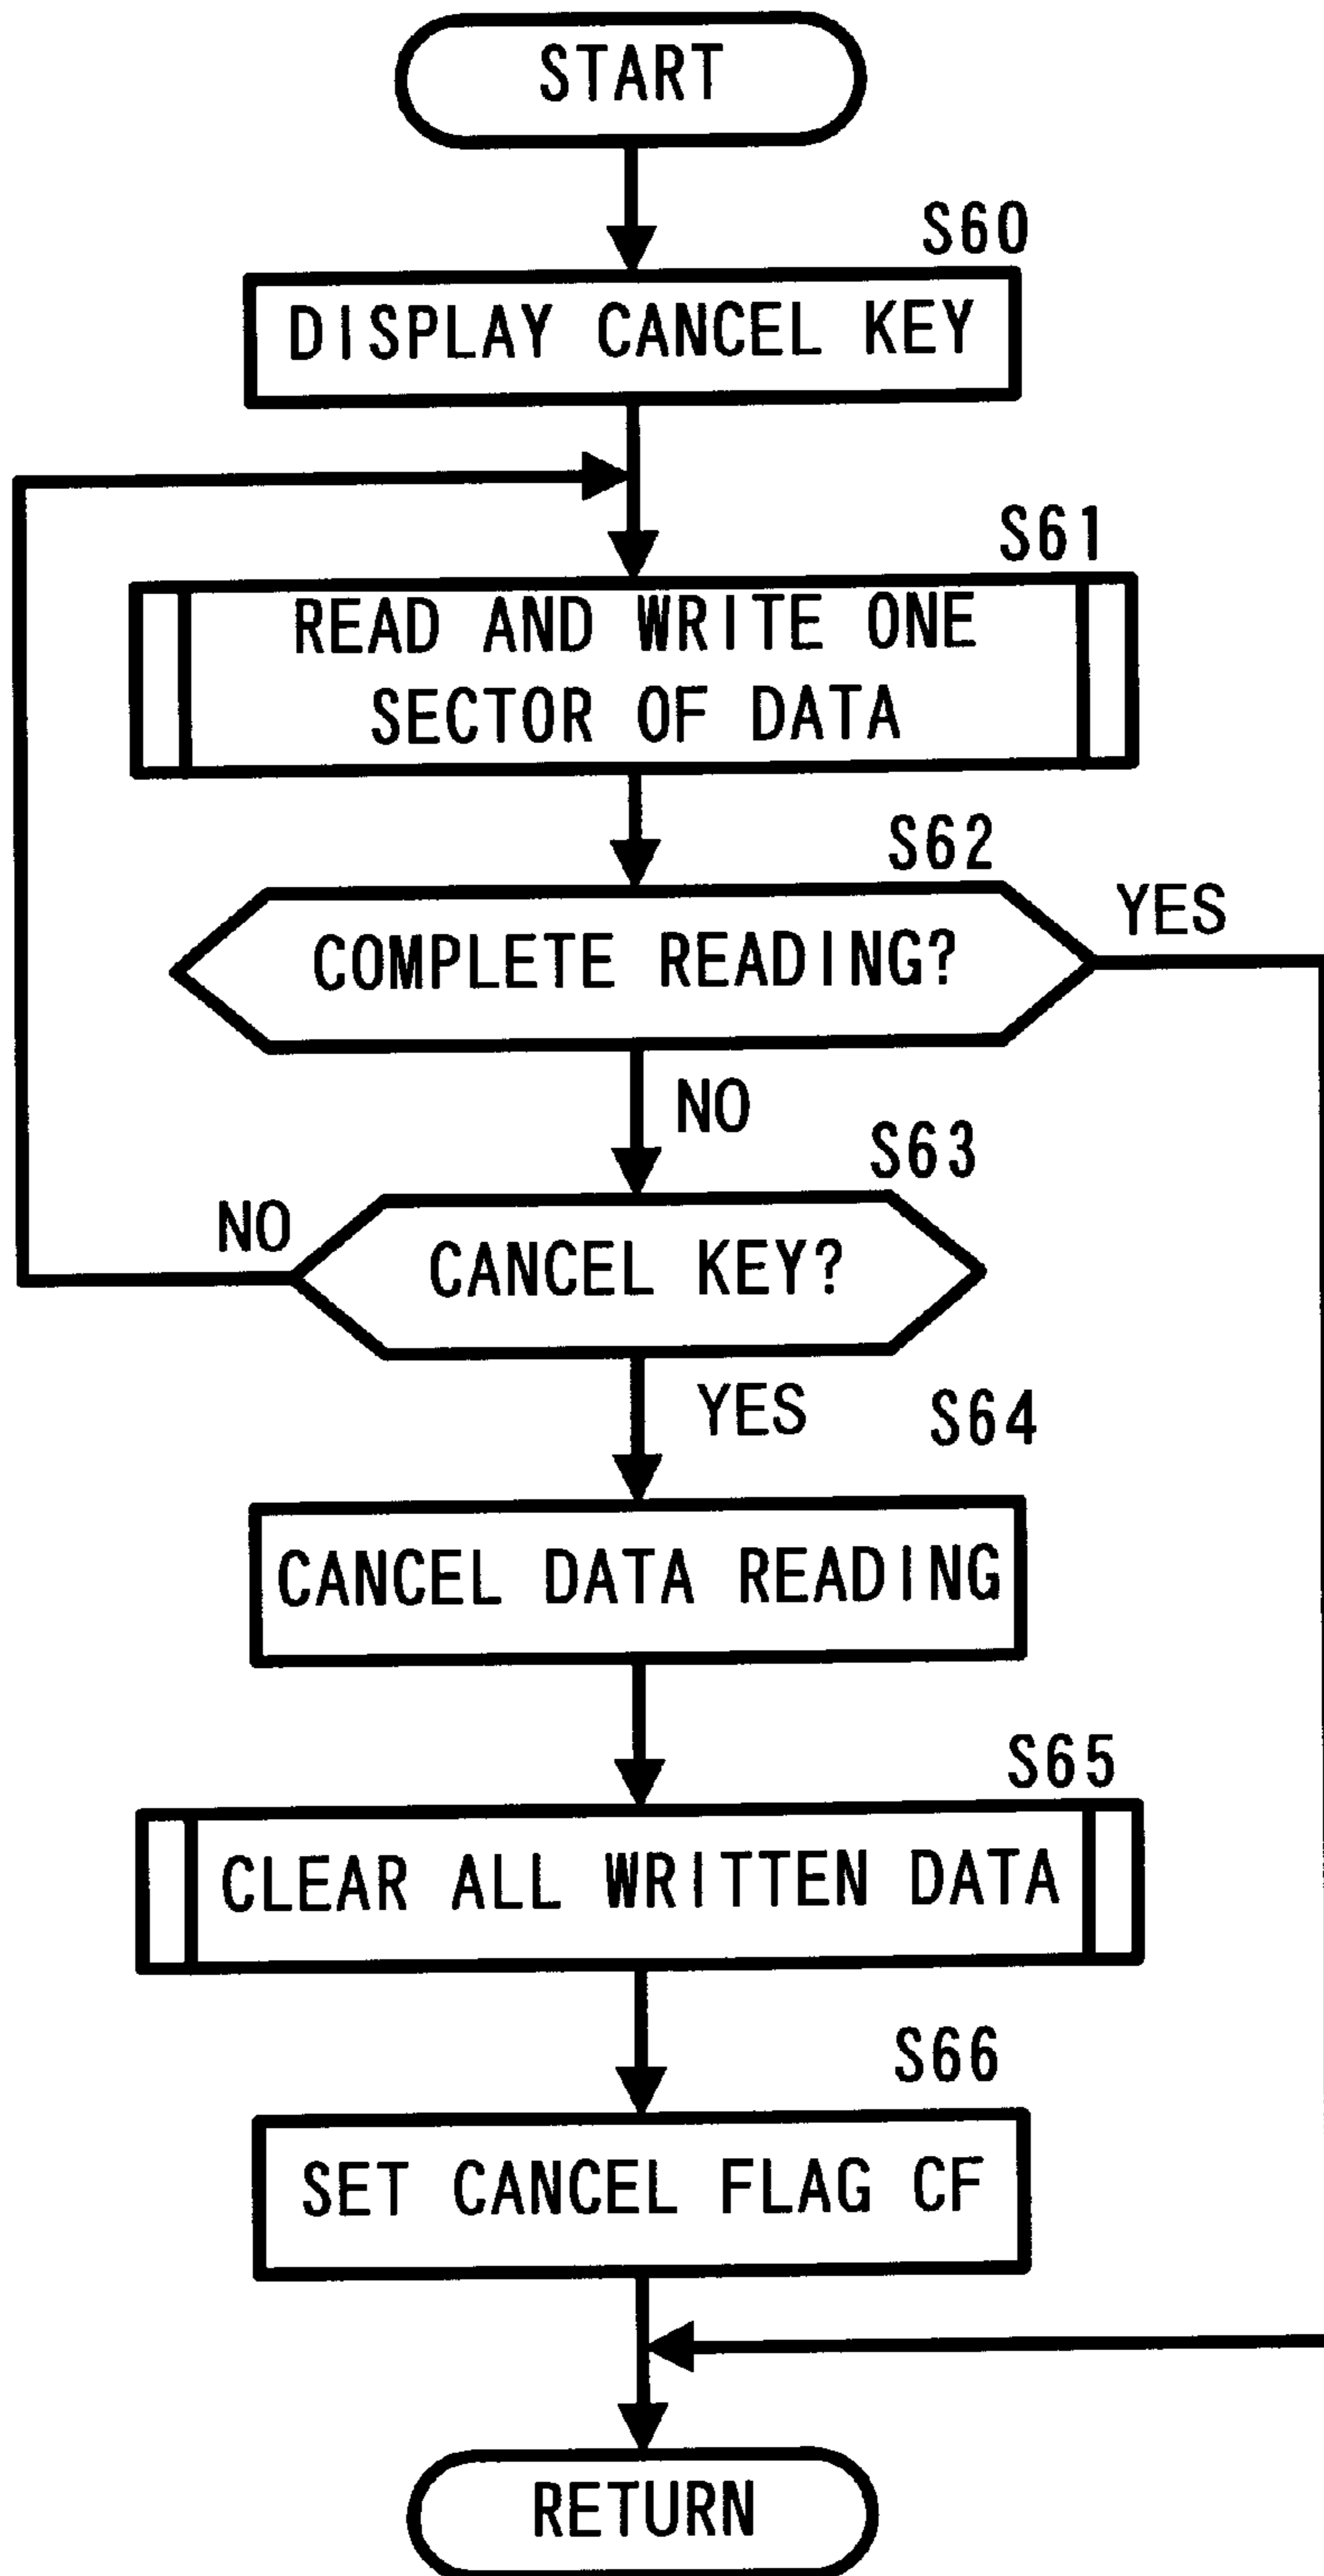 START
S60
DISPLAY CANCEL KEY
S61
READ AND WRITE ONE
SECTOR OF DATA
S62
YES
COMPLETE READING?
NO
S63
NO
CANCEL KEY?
YES
S64
CANCEL DATA READING
S65
CLEAR ALL WRITTEN DATA
S66
SET CANCEL FLAG CF
RETURN